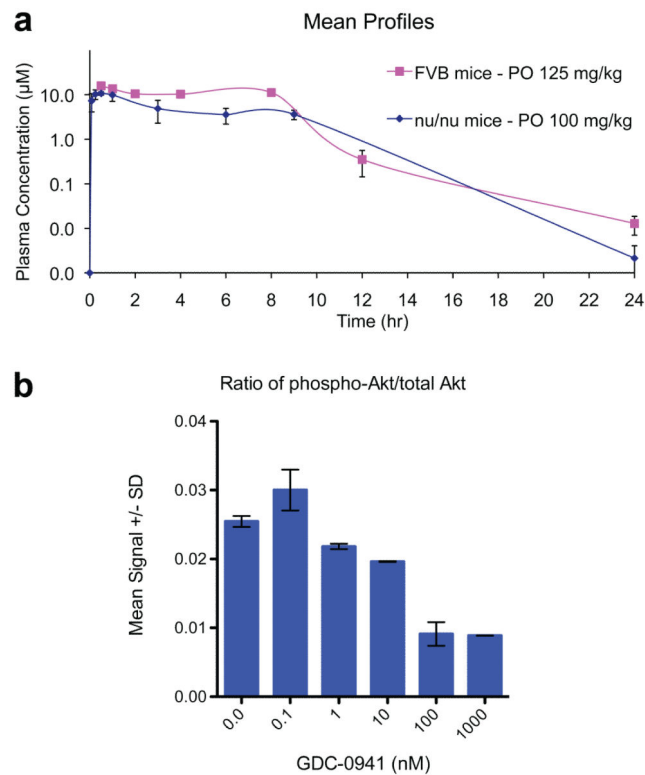 a
Mean Profiles
FVB mice - PO 125 mg/kg
nu/nu mice - PO 100 mg/kg
Plasma Concentration (μM)
10.0
1.0
0.1
0.0
0.0
0 2 4 6 8 10 12 14 16 18 20 22 24
Time (hr)
b
Ratio of phospho-Akt/total Akt
Mean Signal +/- SD
0.04
0.03
0.02
0.01
0.00
0.0 0.1 1 10 100 1000
GDC-0941 (nM)